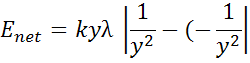 E_net = kyλ |1/y² − (−1/y²|